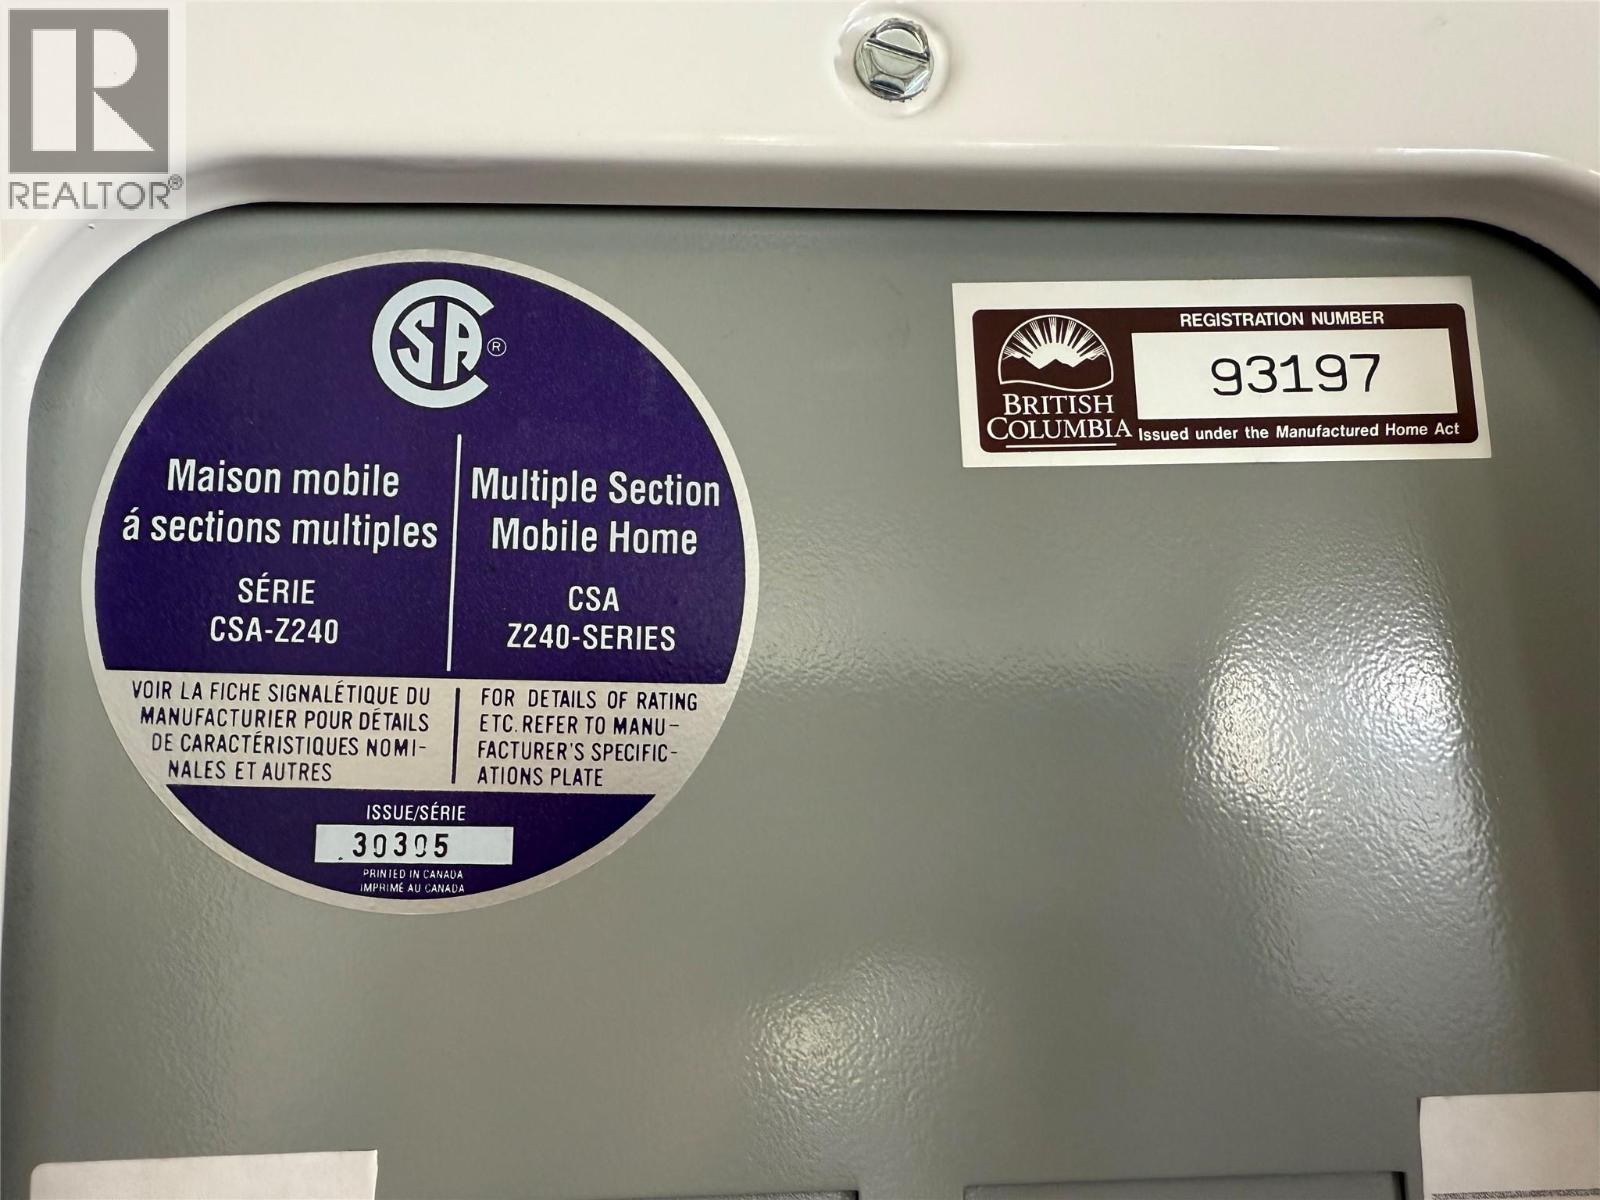 REALTOR®
CSA®
Maison mobile
á sections multiples
SÉRIE
CSA-Z240
Multiple Section
Mobile Home
CSA
Z240-SERIES
VOIR LA FICHE SIGNALÉTIQUE DU
MANUFACTURIER POUR DÉTAILS
DE CARACTÉRISTIQUES NOMI-
NALES ET AUTRES
FOR DETAILS OF RATING
ETC. REFER TO MANU-
FACTURER'S SPECIFIC-
ATIONS PLATE
ISSUE/SÉRIE
30305
PRINTED IN CANADA
IMPRIMÉ AU CANADA
BRITISH
COLUMBIA
REGISTRATION NUMBER
93197
Issued under the Manufactured Home Act